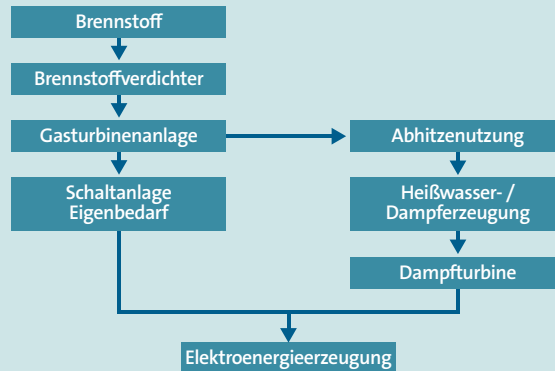 Brennstoff
Brennstoffverdichter
Gasturbinenanlage
Abhitzenutzung
Schaltanlage
Eigenbedarf
Heißwasser- /
Dampferzeugung
Dampfturbine
Elektroenergieerzeugung